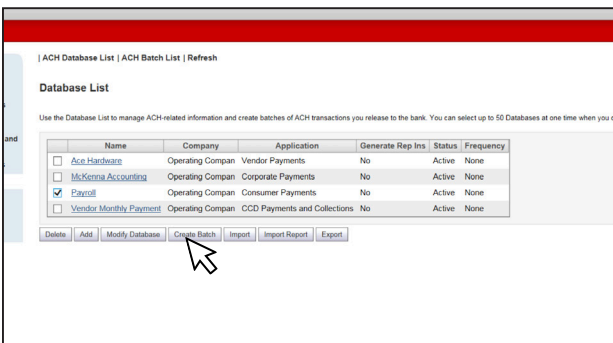 | ACH Database List | ACH Batch List | Refresh
Database List
Use the Database List to manage ACH-related information and create batches of ACH transactions you release to the bank. You can select up to 50 Databases at one time when you
and
Name Company Application Generate Rep Ins Status Frequency
Ace Hardware Operating Compan Vendor Payments No Active None
McKenna Accounting Operating Compan Corporate Payments No Active None
Payroll Operating Compan Consumer Payments No Active None
Vendor Monthly Payment Operating Compan CCD Payments and Collections No Active None
Delete Add Modify Database Create Batch Import Import Report Export